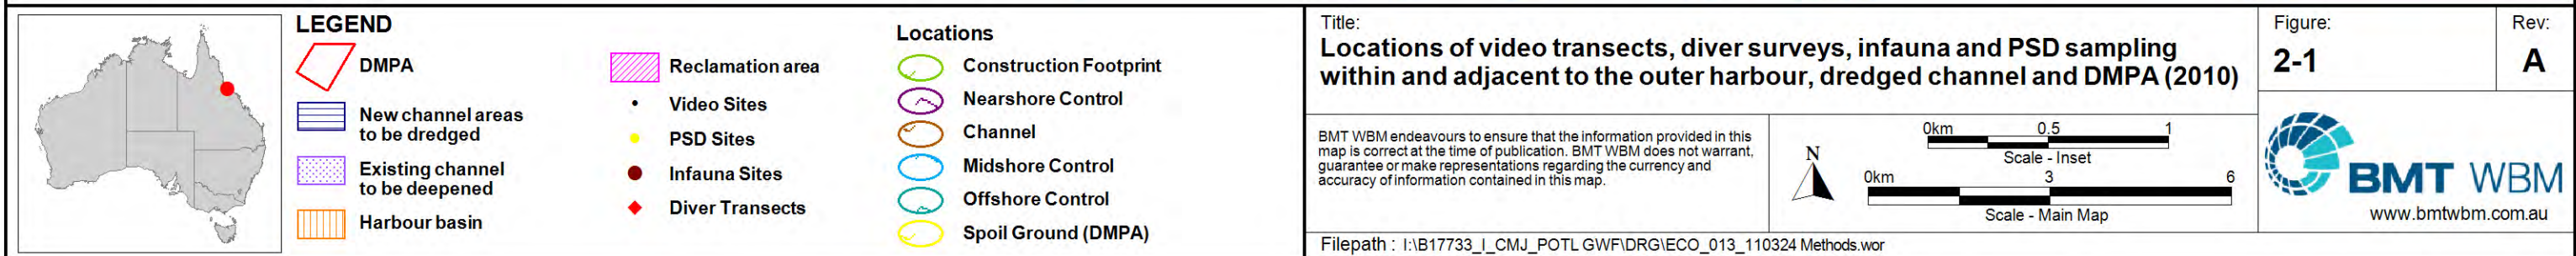 LEGEND
DMPA
New channel areas
to be dredged
Existing channel
to be deepened
Harbour basin
Reclamation area
Video Sites
PSD Sites
Infauna Sites
Diver Transects
Locations
Construction Footprint
Nearshore Control
Channel
Midshore Control
Offshore Control
Spoil Ground (DMPA)
Title:
Locations of video transects, diver surveys, infauna and PSD sampling
within and adjacent to the outer harbour, dredged channel and DMPA (2010)
Figure:
2-1
Rev:
A
BMT WBM endeavours to ensure that the information provided in this
map is correct at the time of publication. BMT WBM does not warrant,
guarantee or make representations regarding the currency and
accuracy of information contained in this map.
N
0km 0.5 1
Scale - Inset
0km 3 6
Scale - Main Map
BMT WBM
www.bmtwbm.com.au
Filepath : I:\B17733_I_CMJ_POTL GWF\DRG\ECO_013_110324 Methods.wor